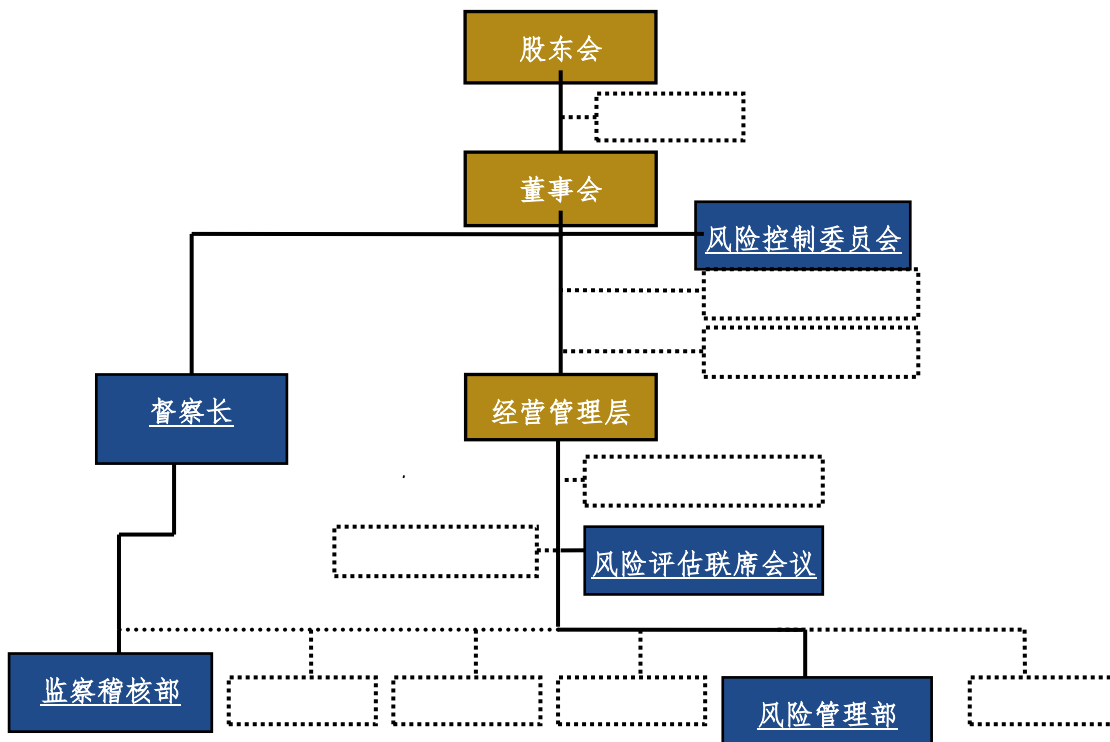 股东会
董事会
风险控制委员会
督察长
经营管理层
风险评估联席会议
监察稽核部
风险管理部